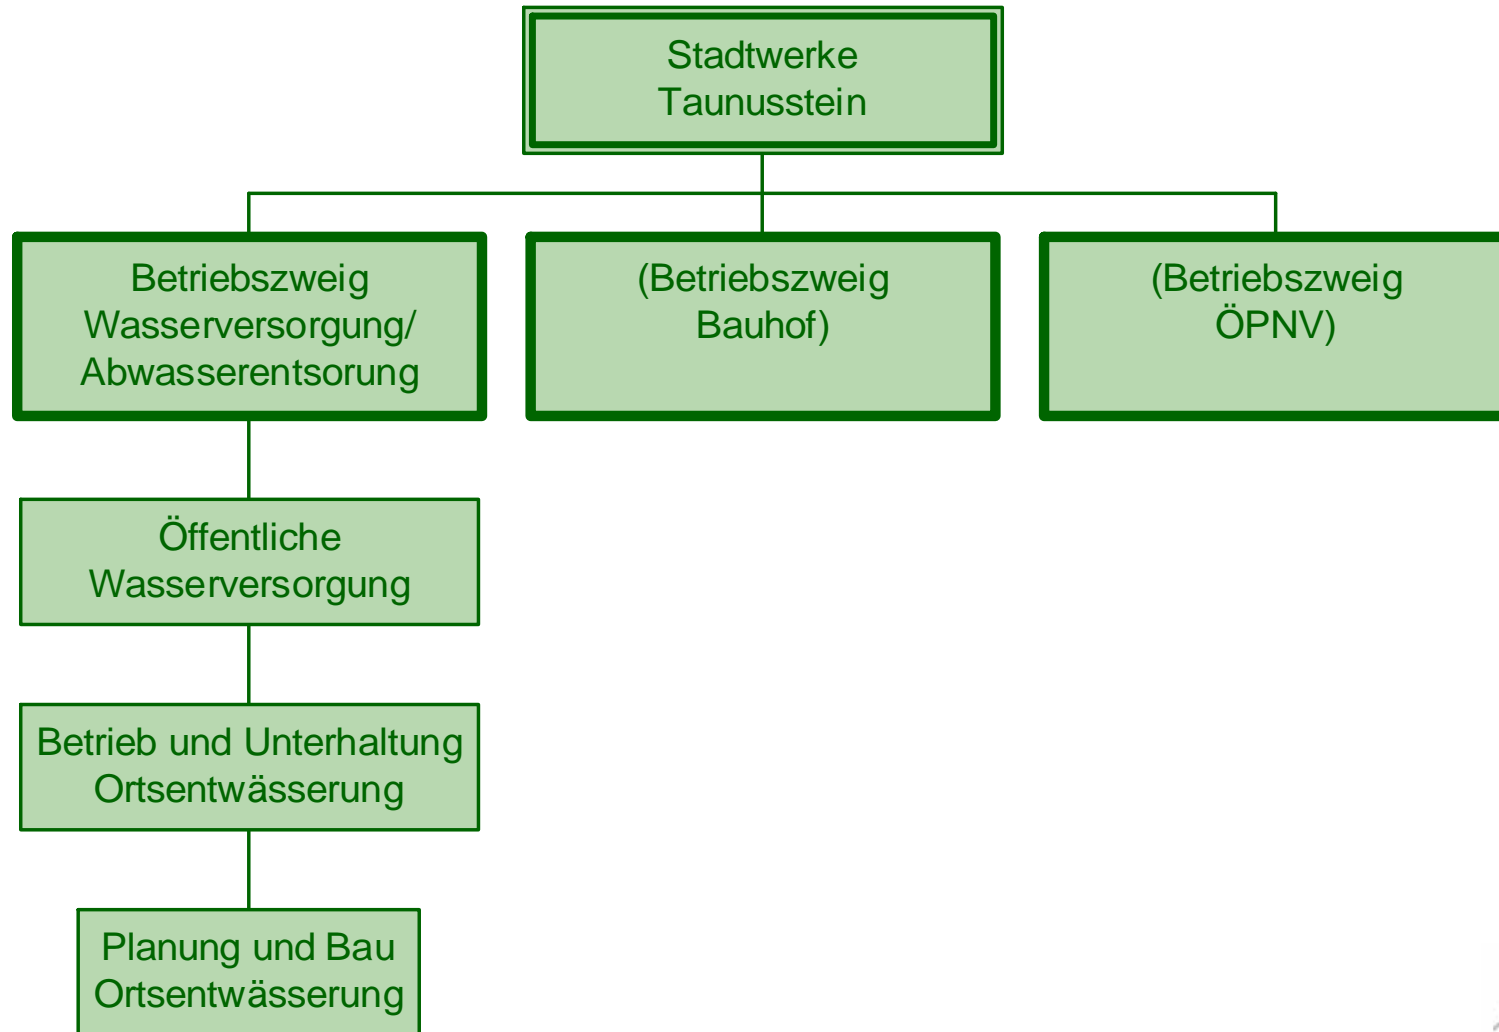 Stadtwerke
Taunusstein
Betriebszweig
Wasserversorgung/
Abwasserentsorung
(Betriebszweig
Bauhof)
(Betriebszweig
ÖPNV)
Öffentliche
Wasserversorgung
Betrieb und Unterhaltung
Ortsentwässerung
Planung und Bau
Ortsentwässerung